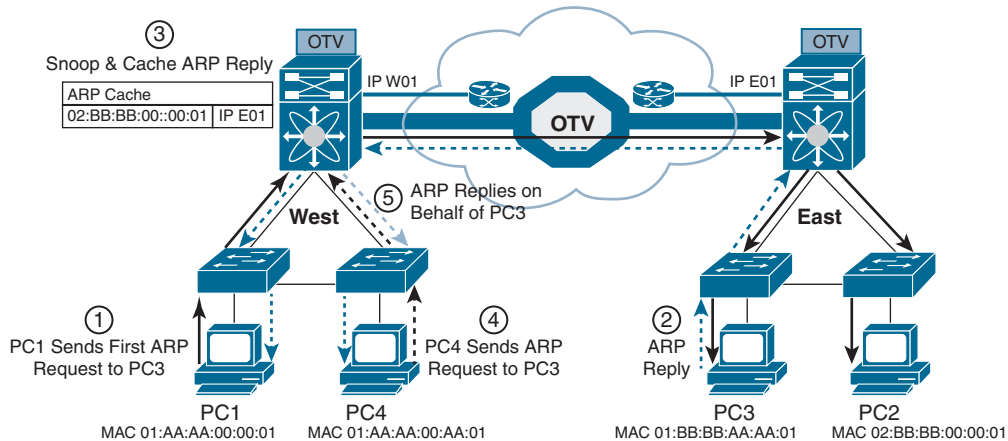 OTV
OTV
③
Snoop & Cache ARP Reply
ARP Cache
02:BB:BB:00::00:01 IP E01
IP W01
IP E01
OTV
⑤ ARP Replies on
Behalf of PC3
West
East
①
PC1 Sends First ARP
Request to PC3
④
PC4 Sends ARP
Request to PC3
②
ARP
Reply
PC1
MAC 01:AA:AA:00:00:01
PC4
MAC 01:AA:AA:00:AA:01
PC3
MAC 01:BB:BB:AA:AA:01
PC2
MAC 02:BB:BB:00:00:01